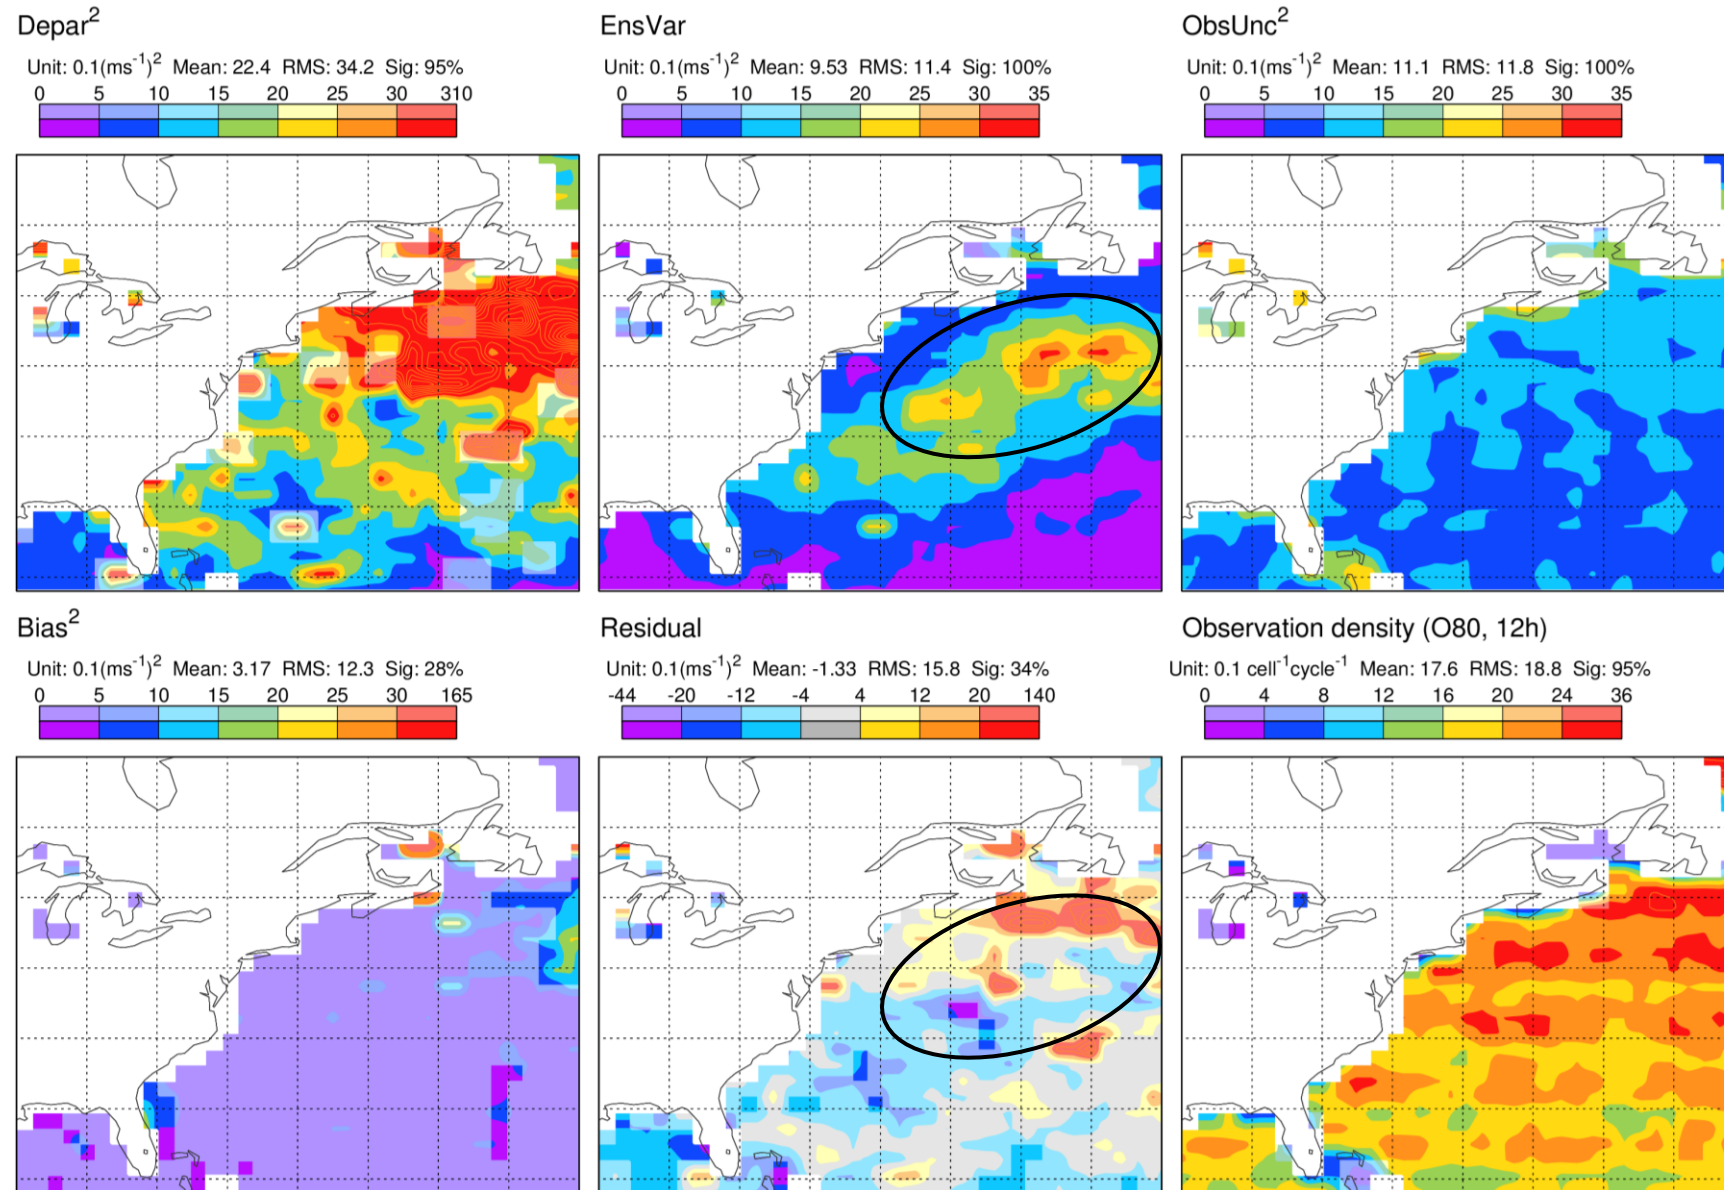 Depar²
Unit: 0.1(ms⁻¹)² Mean: 22.4 RMS: 34.2 Sig: 95%
0 5 10 15 20 25 30 310
EnsVar
Unit: 0.1(ms⁻¹)² Mean: 9.53 RMS: 11.4 Sig: 100%
0 5 10 15 20 25 30 35
ObsUnc²
Unit: 0.1(ms⁻¹)² Mean: 11.1 RMS: 11.8 Sig: 100%
0 5 10 15 20 25 30 35
Bias²
Unit: 0.1(ms⁻¹)² Mean: 3.17 RMS: 12.3 Sig: 28%
0 5 10 15 20 25 30 165
Residual
Unit: 0.1(ms⁻¹)² Mean: -1.33 RMS: 15.8 Sig: 34%
-44 -20 -12 -4 4 12 20 140
Observation density (O80, 12h)
Unit: 0.1 cell⁻¹cycle⁻¹ Mean: 17.6 RMS: 18.8 Sig: 95%
0 4 8 12 16 20 24 36